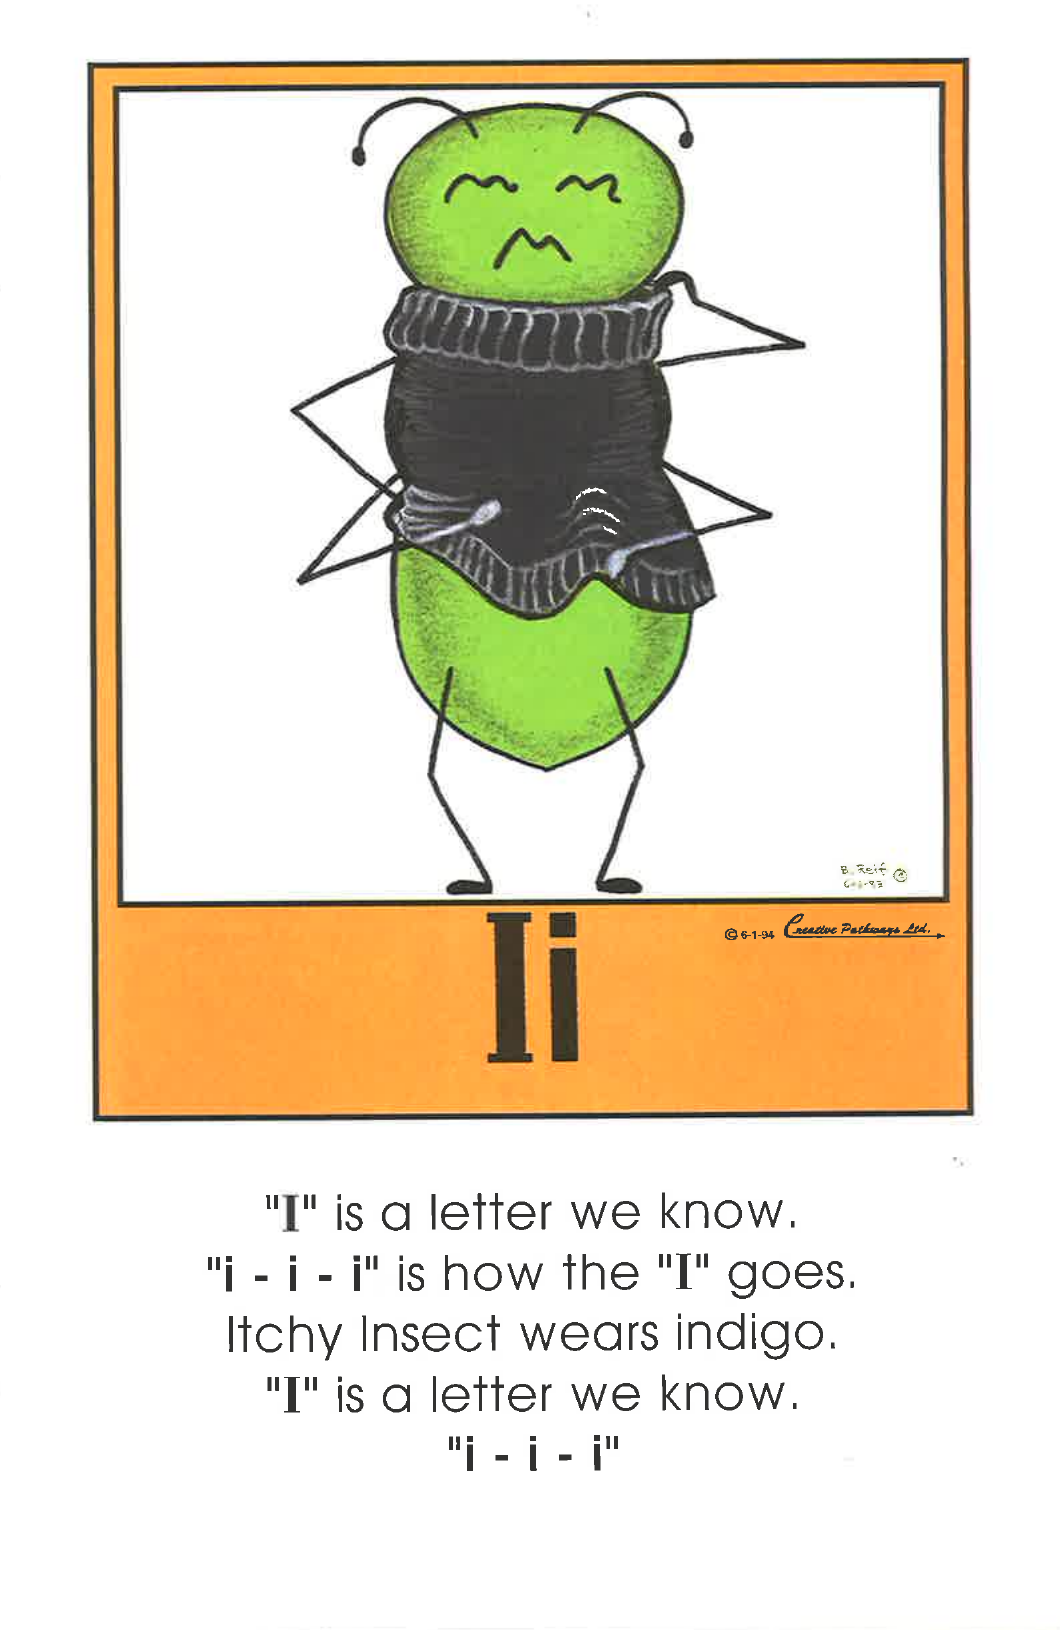 B. Reif ©
Ii
© 6-1-94 Creative Pathways Ltd.
"I" is a letter we know.
"i - i - i" is how the "I" goes.
Itchy Insect wears indigo.
"I" is a letter we know.
"i - i - i"